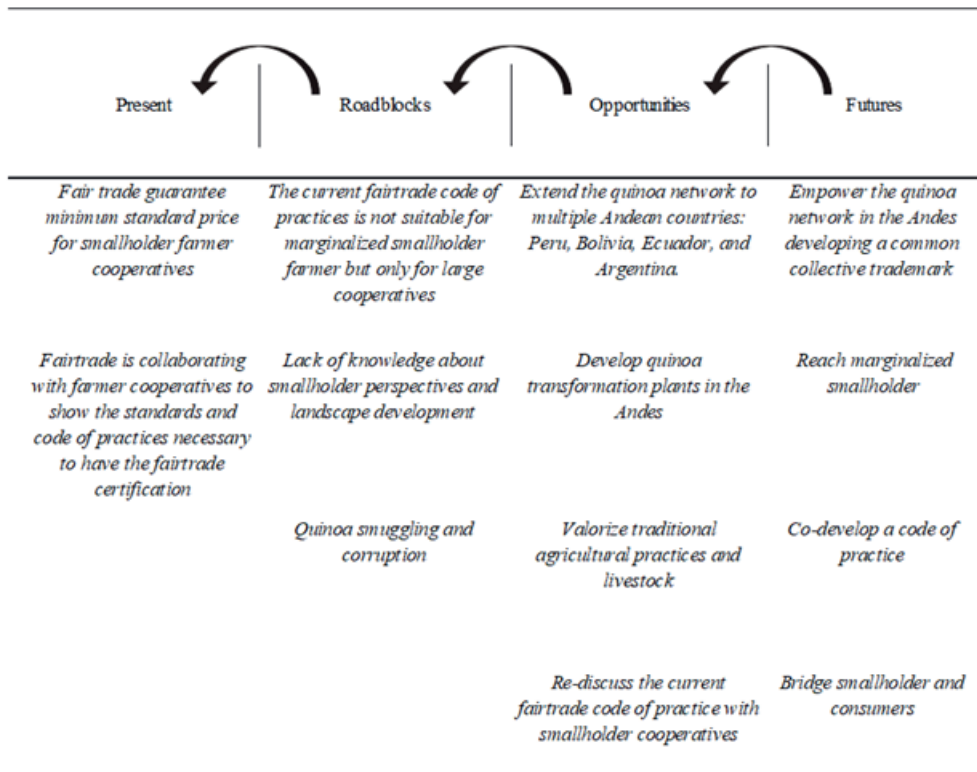 Present
Roadblocks
Opportunities
Futures
Fair trade guarantee
minimum standard price
for smallholder farmer
cooperatives
The current fairtrade code of
practices is not suitable for
marginalized smallholder
farmer but only for large
cooperatives
Extend the quinoa network to
multiple Andean countries:
Peru, Bolivia, Ecuador, and
Argentina.
Empower the quinoa
network in the Andes
developing a common
collective trademark
Fairtrade is collaborating
with farmer cooperatives to
show the standards and
code of practices necessary
to have the fairtrade
certification
Lack of knowledge about
smallholder perspectives and
landscape development
Develop quinoa
transformation plants in the
Andes
Reach marginalized
smallholder
Quinoa smuggling and
corruption
Valorize traditional
agricultural practices and
livestock
Co-develop a code of
practice
Re-discuss the current
fairtrade code of practice with
smallholder cooperatives
Bridge smallholder and
consumers